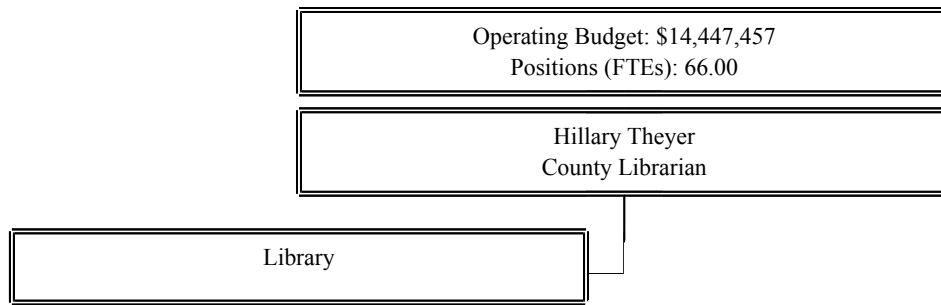 Operating Budget: $14,447,457
Positions (FTEs): 66.00
Hillary Theyer
County Librarian
Library